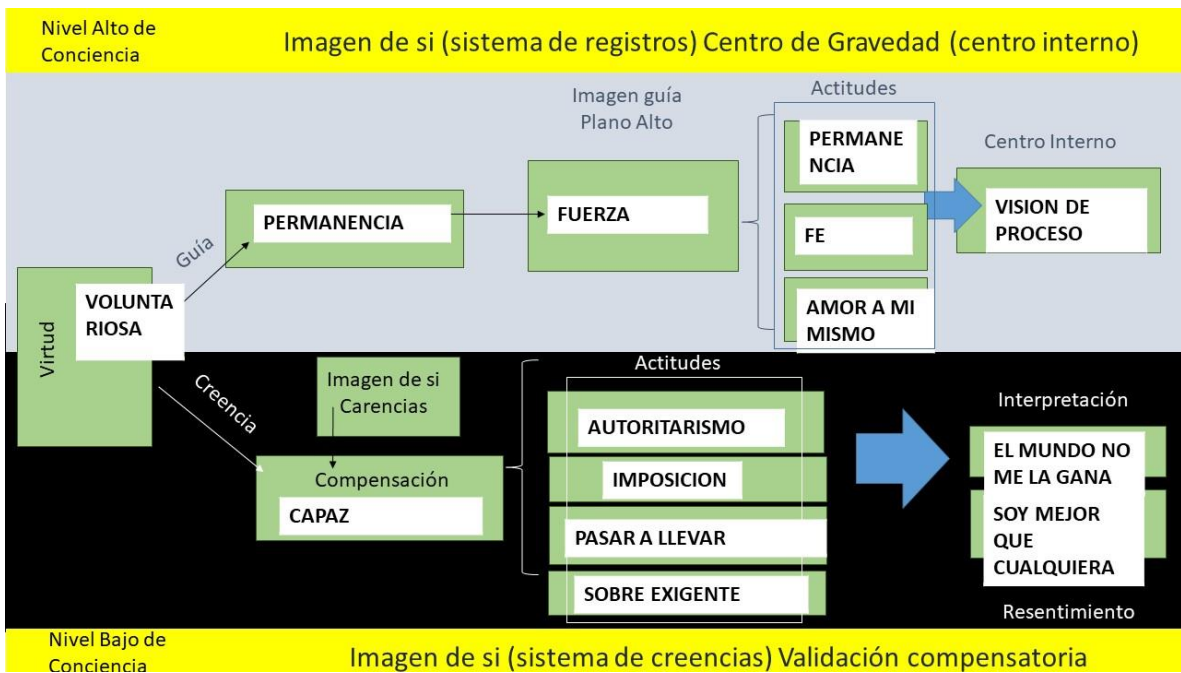 Nivel Alto de
Conciencia
Imagen de si (sistema de registros) Centro de Gravedad (centro interno)
Imagen guía
Plano Alto
Actitudes
Centro Interno
PERMANE
NCIA
FE
AMOR A MI
MISMO
VISION DE
PROCESO
PERMANENCIA
FUERZA
Guía
Virtud
VOLUNTA
RIOSA
Creencia
Imagen de si
Carencias
Compensación
CAPAZ
Actitudes
AUTORITARISMO
IMPOSICION
PASAR A LLEVAR
SOBRE EXIGENTE
Interpretación
EL MUNDO NO
ME LA GANA
SOY MEJOR
QUE
CUALQUIERA
Resentimiento
Nivel Bajo de
Conciencia
Imagen de si (sistema de creencias) Validación compensatoria